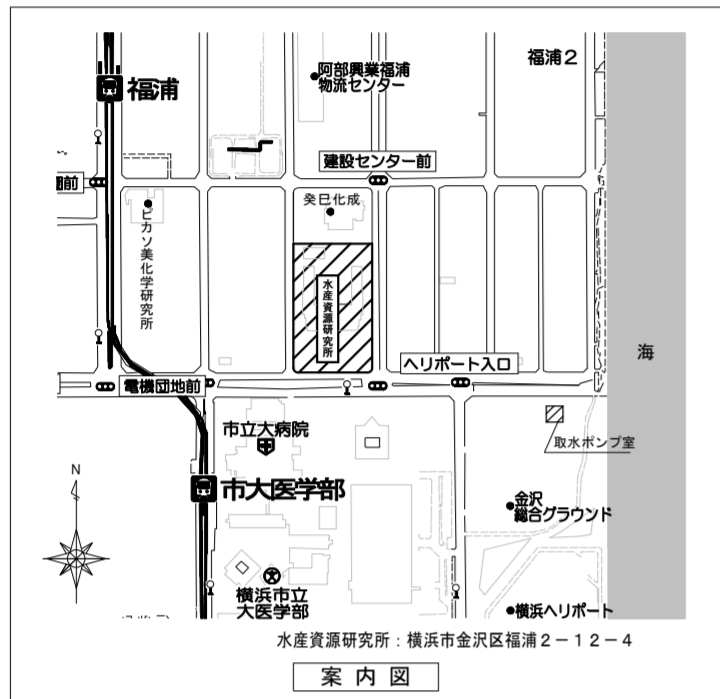 福浦2
福浦
阿部興業福浦
物流センター
建設センター前
園前
癸巳化成
ピカソ美化学研究所
水産資源研究所
海
ヘリポート入口
電機団地前
市立大病院
取水ポンプ室
N
市大医学部
金沢
総合グラウンド
横浜市立
大医学部
横浜ヘリポート
水産資源研究所：横浜市金沢区福浦2－12－4
案内図